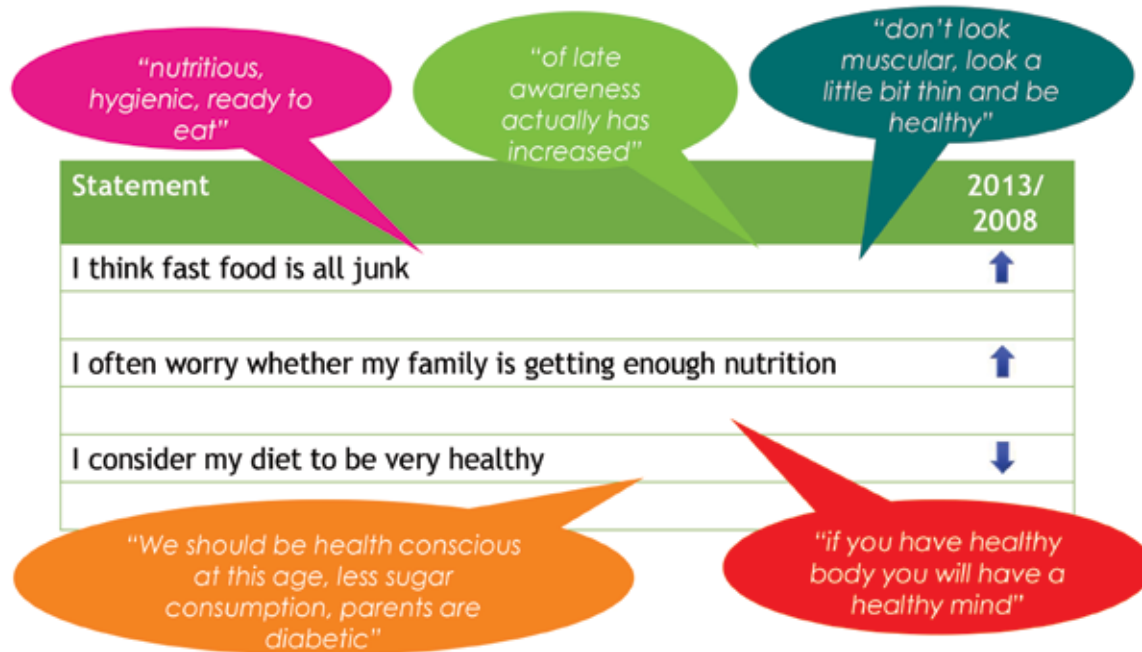 “nutritious,
hygienic, ready to
eat”
“of late
awareness
actually has
increased”
“don’t look
muscular, look a
little bit thin and be
healthy”
Statement
2013/
2008
I think fast food is all junk
I often worry whether my family is getting enough nutrition
I consider my diet to be very healthy
“We should be health conscious
at this age, less sugar
consumption, parents are
diabetic”
“if you have healthy
body you will have a
healthy mind”